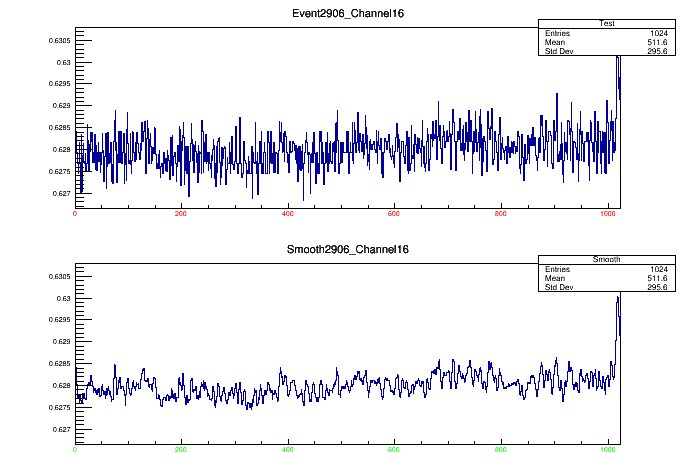 Event2906_Channel16
Test
Entries 1024
Mean 511.6
Std Dev 295.6
0.6305
0.63
0.6295
0.629
0.6285
0.628
0.6275
0.627
0 200 400 600 800 1000
Smooth2906_Channel16
Smooth
Entries 1024
Mean 511.6
Std Dev 295.6
0.6305
0.63
0.6295
0.629
0.6285
0.628
0.6275
0.627
0 200 400 600 800 1000